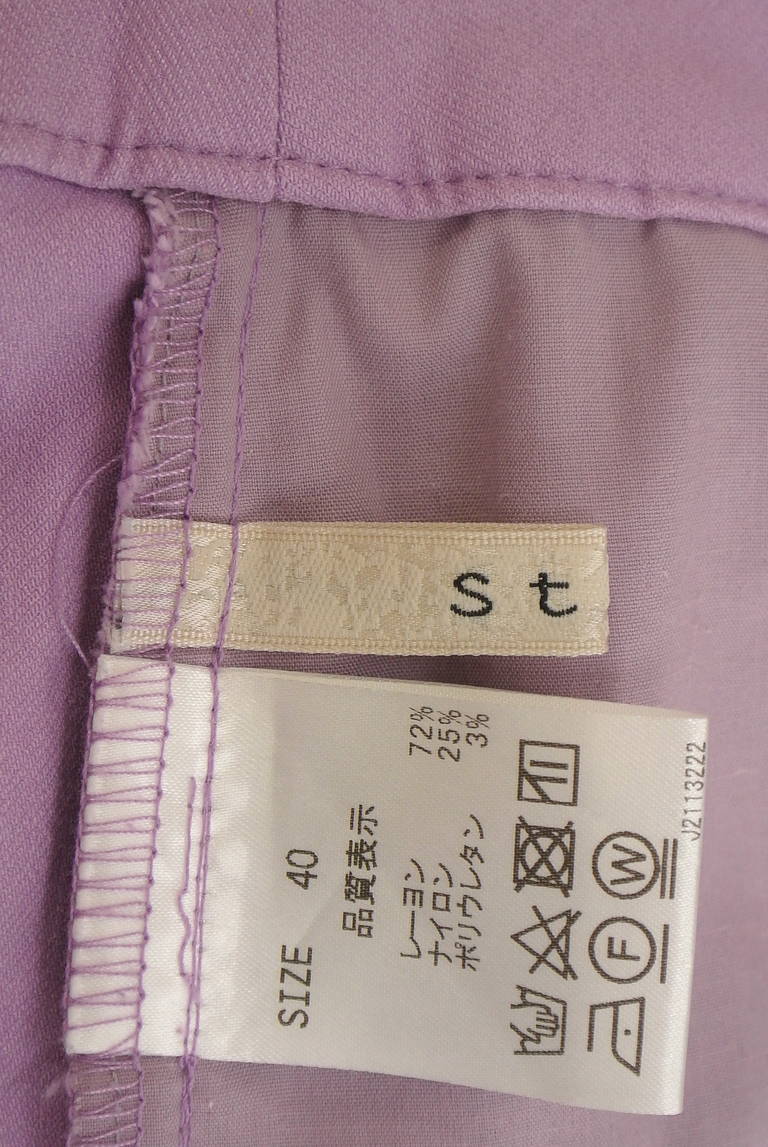 St
SIZE 40
品質表示
レーヨン 72%
ナイロン 25%
ポリウレタン 3%
F W
J2113222